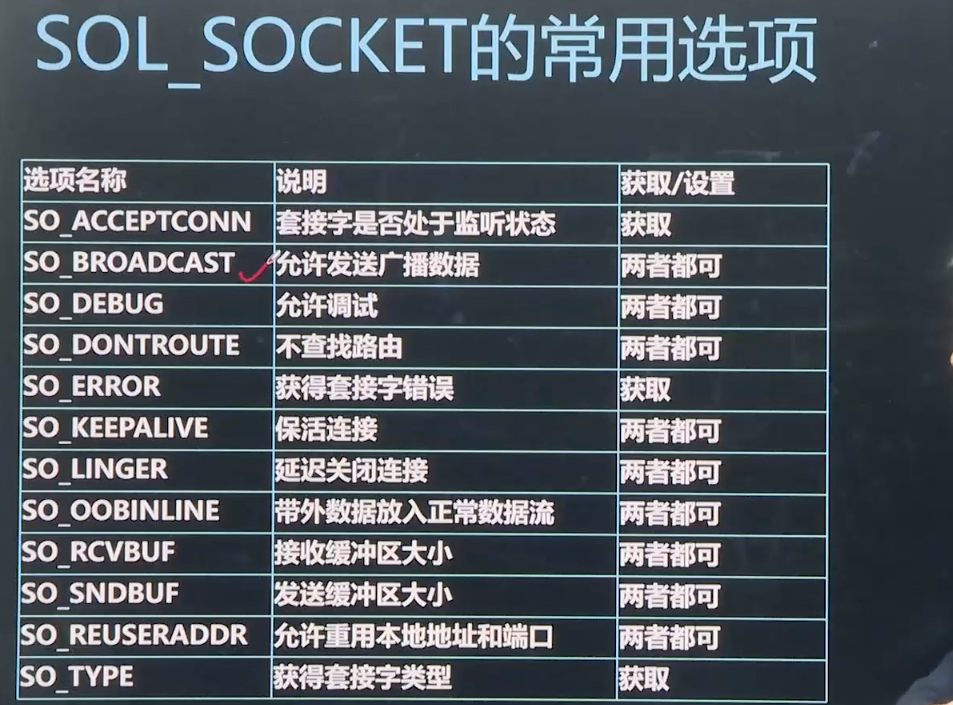 SOL_SOCKET的常用选项
选项名称 说明 获取/设置
SO_ACCEPTCONN 套接字是否处于监听状态 获取
SO_BROADCAST 允许发送广播数据 两者都可
SO_DEBUG 允许调试 两者都可
SO_DONTROUTE 不查找路由 两者都可
SO_ERROR 获得套接字错误 获取
SO_KEEPALIVE 保活连接 两者都可
SO_LINGER 延迟关闭连接 两者都可
SO_OOBINLINE 带外数据放入正常数据流 两者都可
SO_RCVBUF 接收缓冲区大小 两者都可
SO_SNDBUF 发送缓冲区大小 两者都可
SO_REUSERADDR 允许重用本地地址和端口 两者都可
SO_TYPE 获得套接字类型 获取